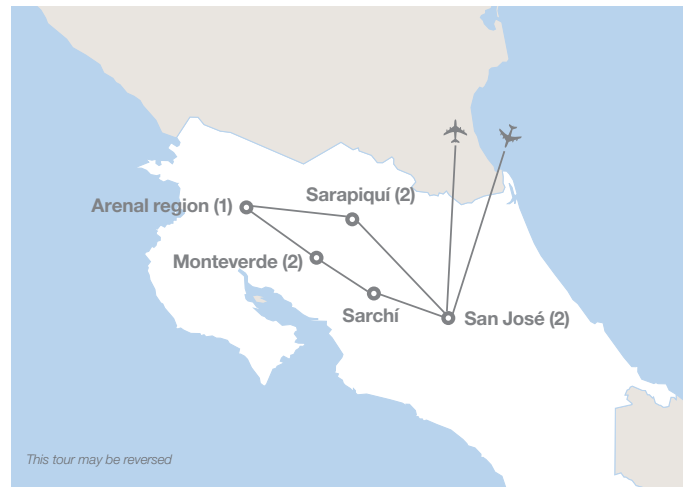 Sarapiquí (2)
Arenal region (1)
Monteverde (2)
Sarchí
San José (2)
This tour may be reversed